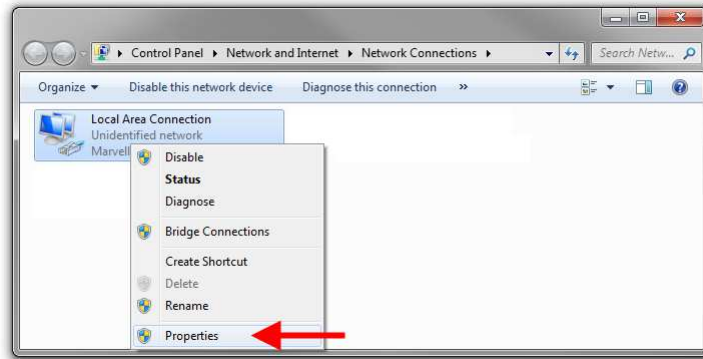 Control Panel ▸ Network and Internet ▸ Network Connections ▸
Search Netw...
Organize ▾ Disable this network device Diagnose this connection »
Local Area Connection
Unidentified network
Marvell
Disable
Status
Diagnose
Bridge Connections
Create Shortcut
Delete
Rename
Properties